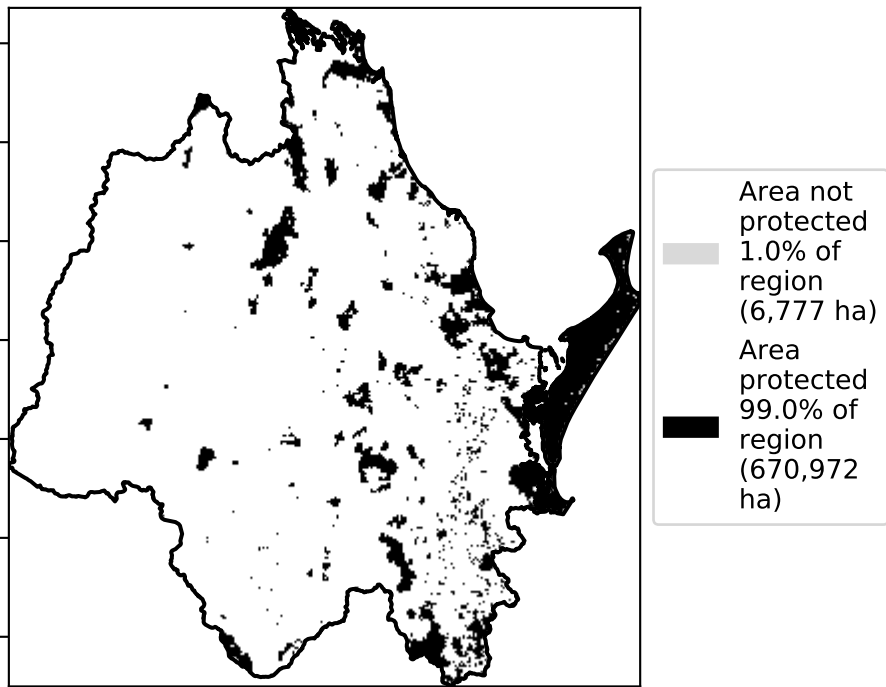 Area not
protected
1.0% of
region
(6,777 ha)
Area
protected
99.0% of
region
(670,972
ha)